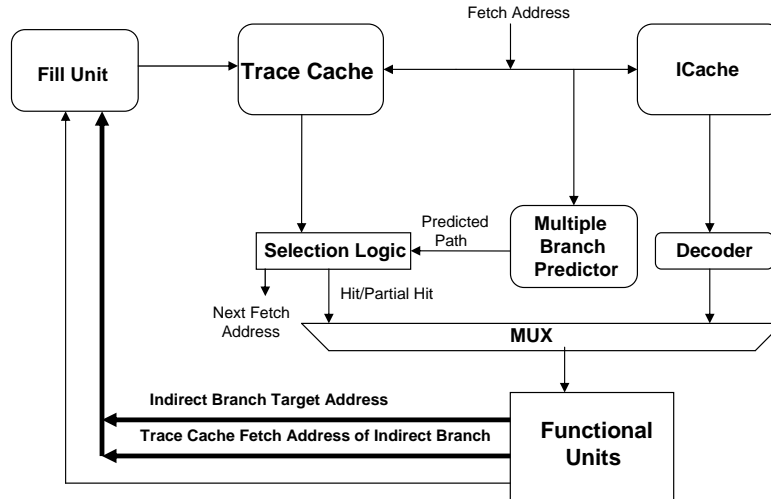 Fetch Address
Fill Unit
Trace Cache
ICache
Predicted
Path
Multiple
Branch
Predictor
Selection Logic
Decoder
Hit/Partial Hit
Next Fetch
Address
MUX
Indirect Branch Target Address
Trace Cache Fetch Address of Indirect Branch
Functional
Units